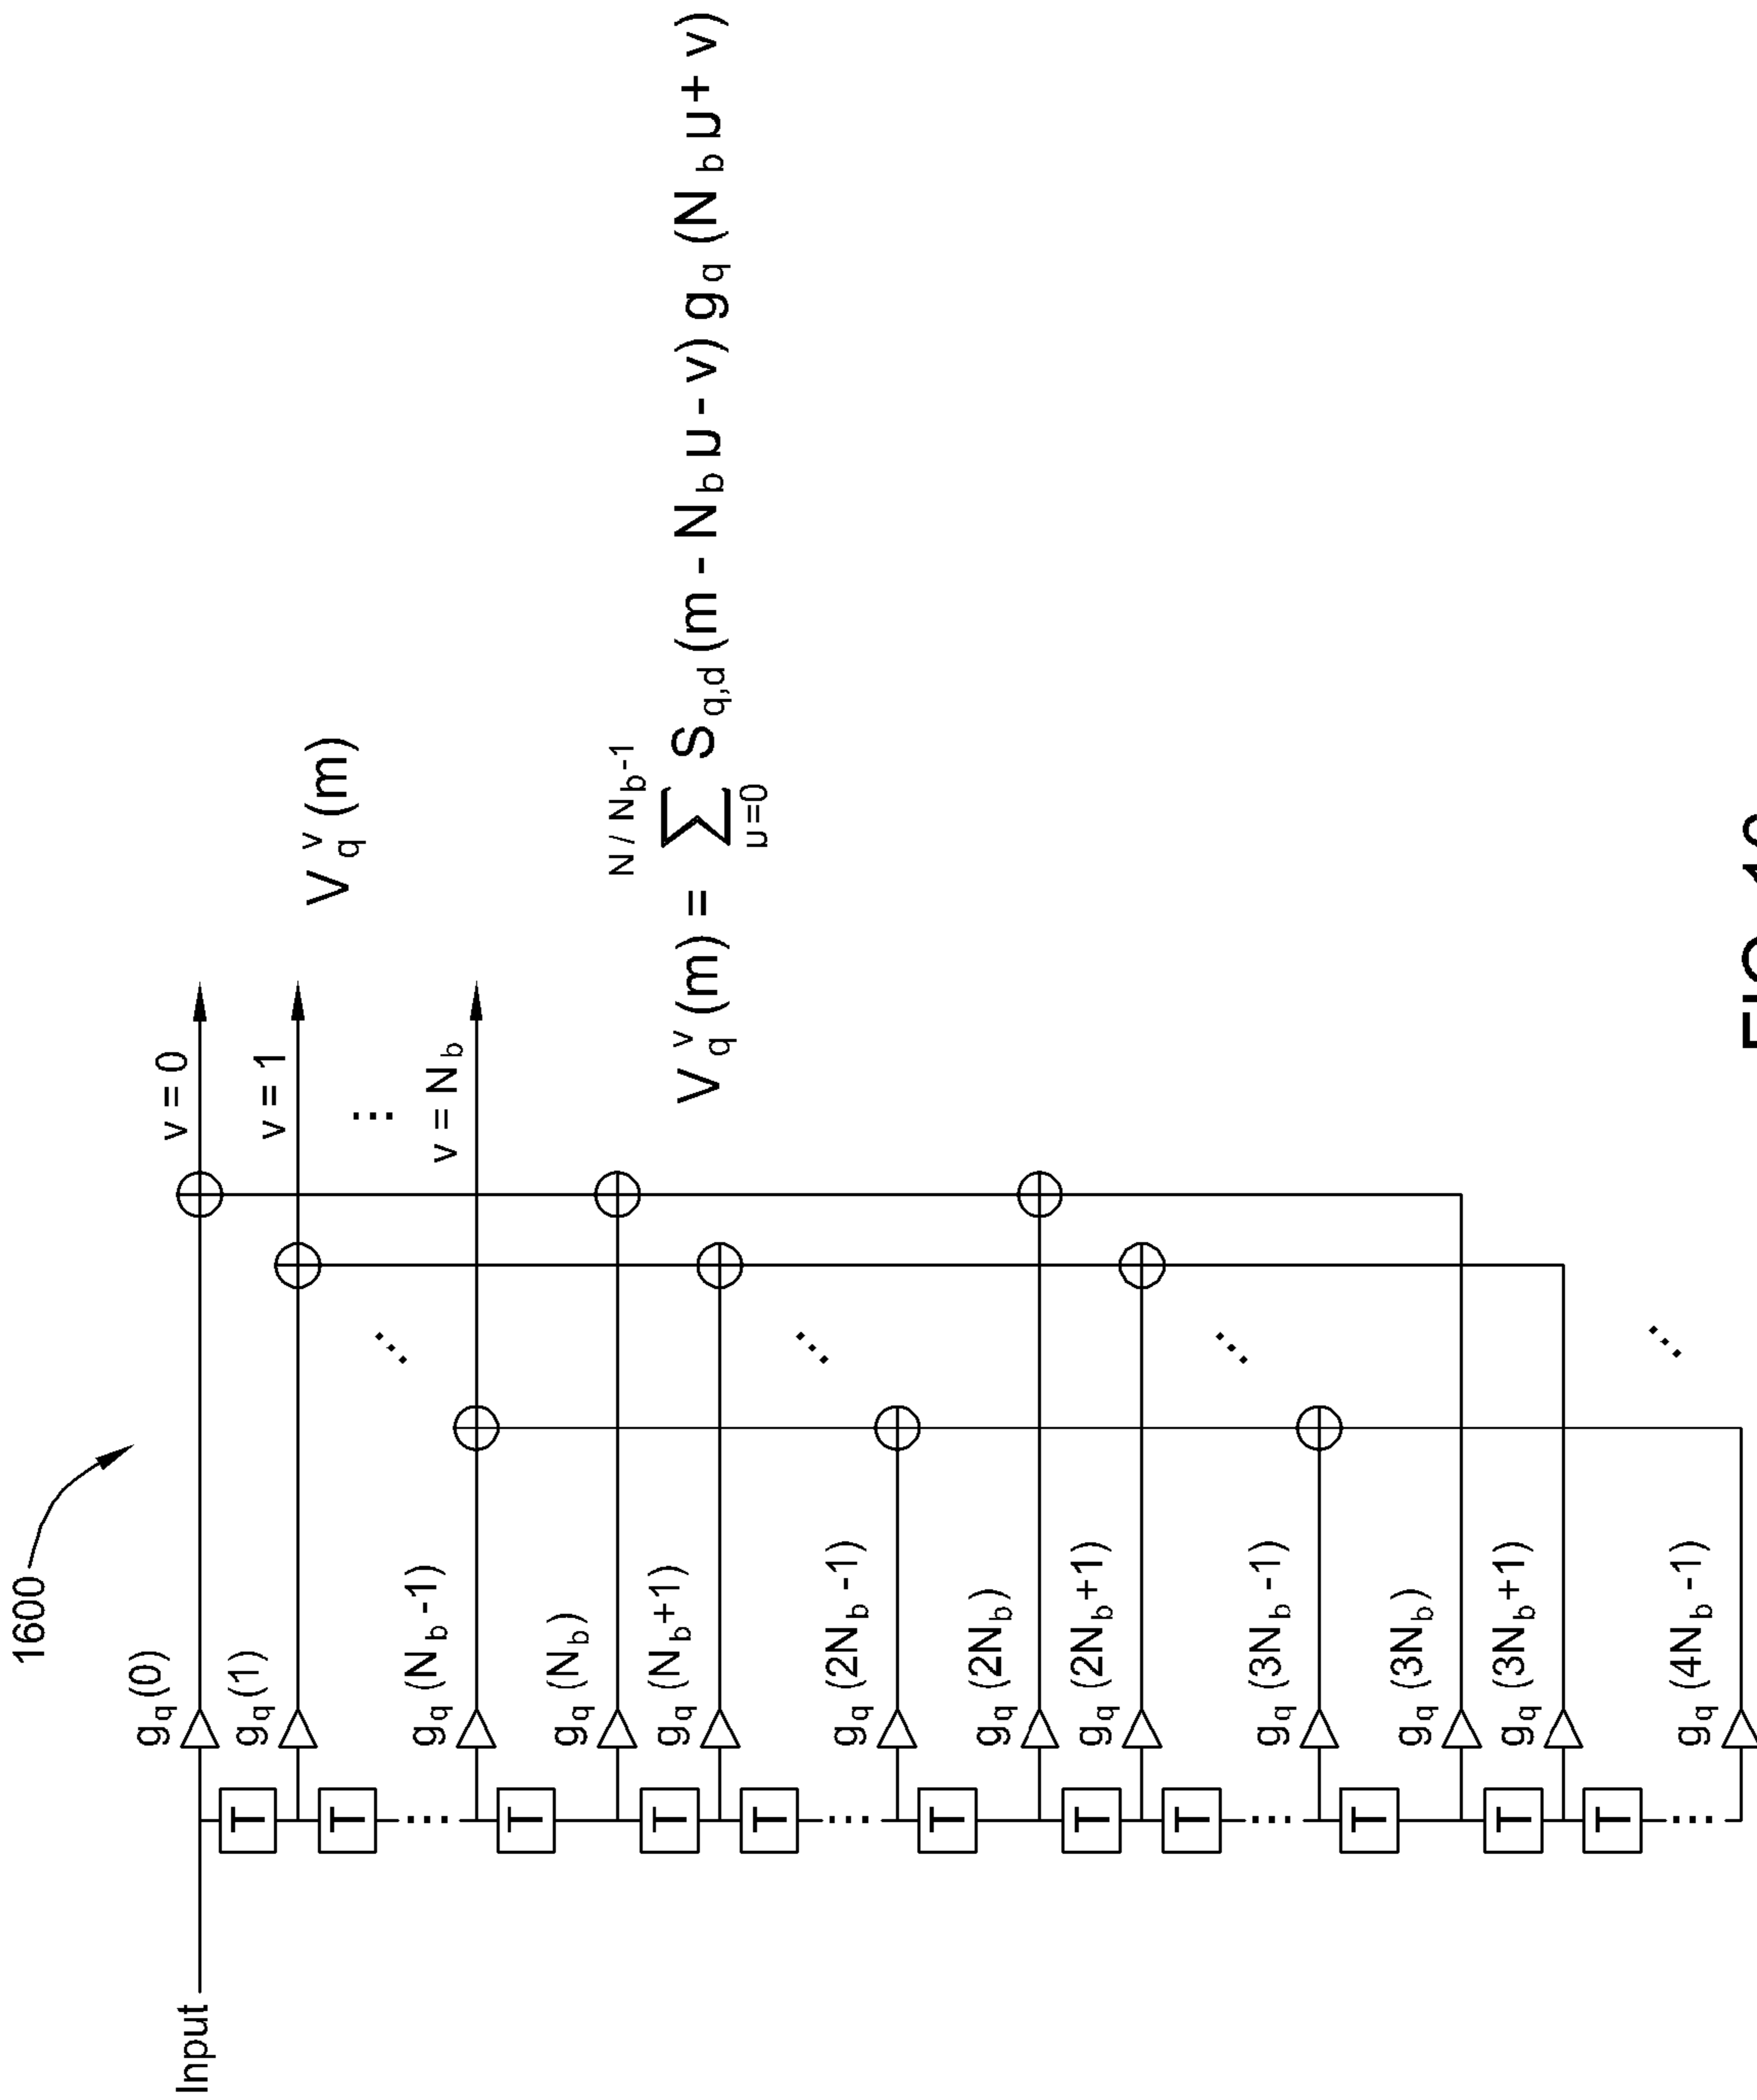 1600
Input
g_q (0)
g_q (1)
g_q (N_b -1)
g_q (N_b)
g_q (N_b +1)
g_q (2N_b -1)
g_q (2N_b)
g_q (2N_b +1)
g_q (3N_b -1)
g_q (3N_b)
g_q (3N_b +1)
g_q (4N_b -1)
T
T
...
T
T
T
...
T
T
T
...
T
T
T
...
v = 0
v = 1
...
v = N_b
V_q^v (m)
V_q^v (m) = ∑_{u=0}^{N / N_b -1} S_{q,d} (m - N_b u - v) g_q (N_b u + v)